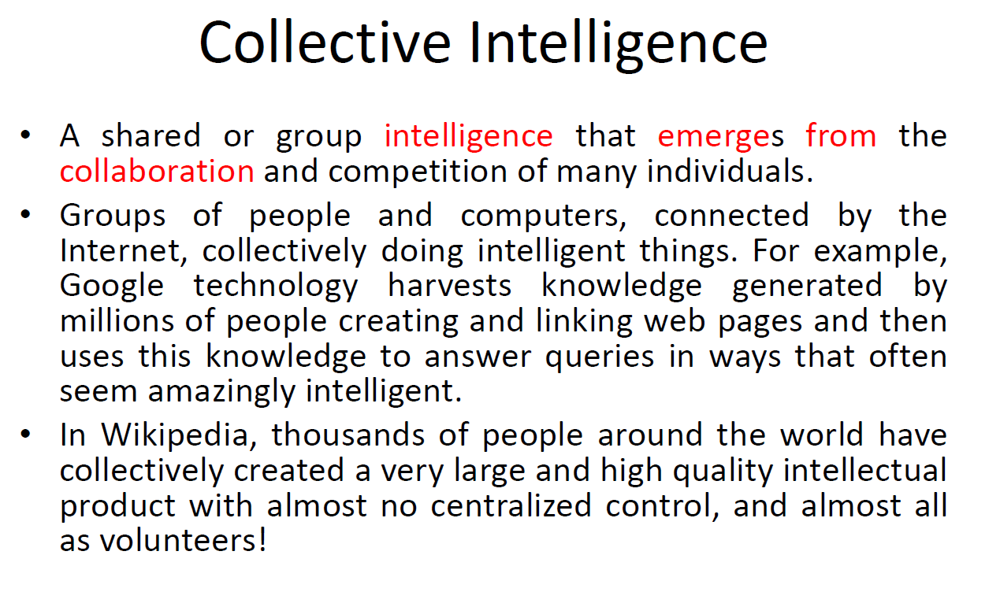 Collective Intelligence
• A shared or group intelligence that emerges from the
collaboration and competition of many individuals.
• Groups of people and computers, connected by the
Internet, collectively doing intelligent things. For example,
Google technology harvests knowledge generated by
millions of people creating and linking web pages and then
uses this knowledge to answer queries in ways that often
seem amazingly intelligent.
• In Wikipedia, thousands of people around the world have
collectively created a very large and high quality intellectual
product with almost no centralized control, and almost all
as volunteers!